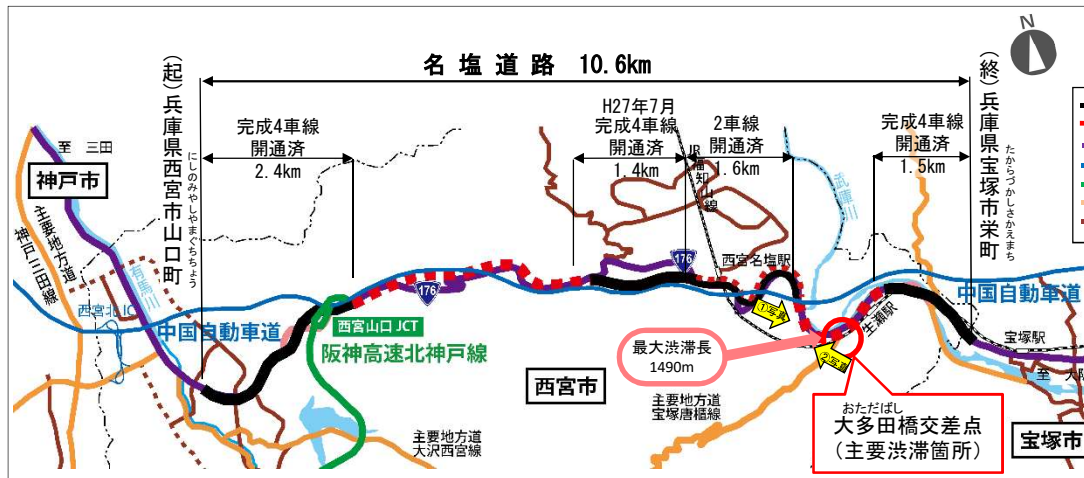 名塩道路 10.6km
N
(起)兵庫県西宮市山口町
にしのみやしやまぐちちょう
(終)兵庫県宝塚市栄町
たからづかしさかえまち
完成4車線
開通済
2.4km
H27年7月
完成4車線
開通済
1.4km
2車線
開通済
1.6km
完成4車線
開通済
1.5km
至 三田
神戸市
主要地方道
神戸三田線
有馬川
西宮北IC
中国自動車道
西宮山口 JCT
阪神高速北神戸線
176
176
JR福知山線
西宮名塩駅
武庫川
①写真
②写真
生瀬駅
中国自動車道
宝塚駅
至 大阪
最大渋滞長
1490m
西宮市
主要地方道
大沢西宮線
主要地方道
宝塚唐櫃線
おただばし
大多田橋交差点
(主要渋滞箇所)
宝塚市